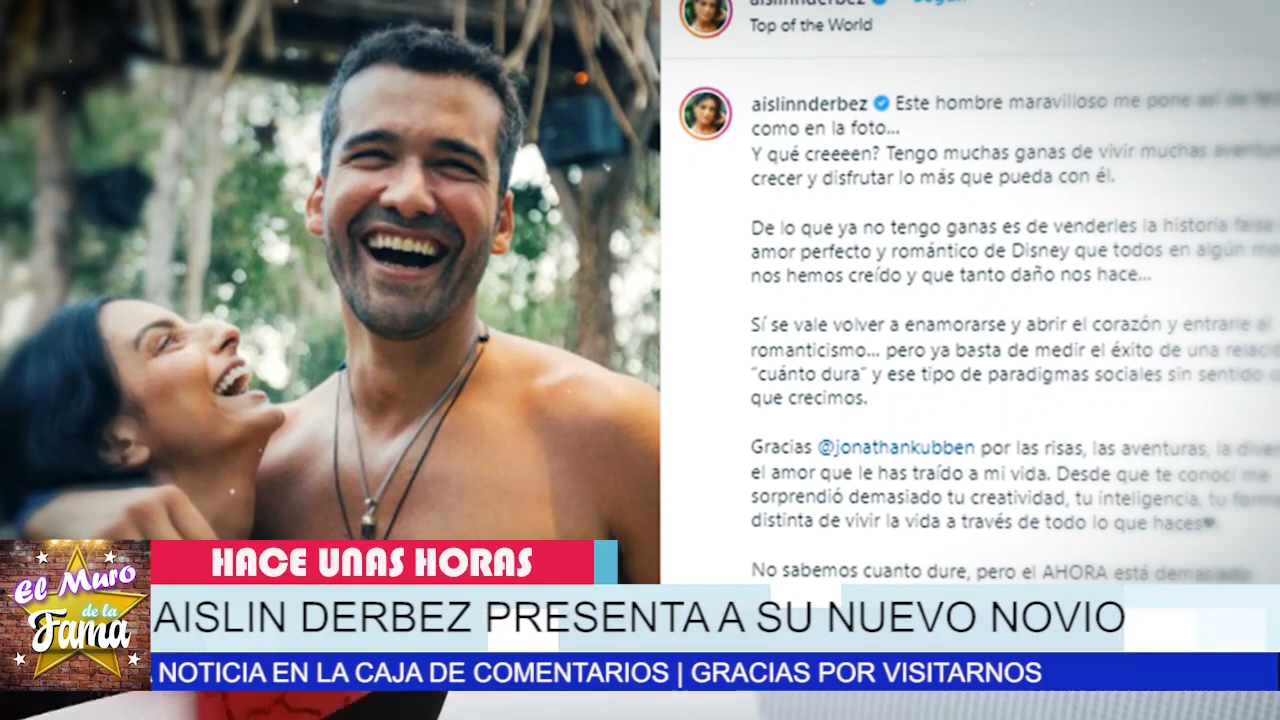 aislinnderbez
Top of the World
aislinnderbez Este hombre maravilloso me pone así de
como en la foto...
Y qué creeeen? Tengo muchas ganas de vivir muchas
crecer y disfrutar lo más que pueda con él.
De lo que ya no tengo ganas es de venderles la historia falsa
amor perfecto y romántico de Disney que todos en algún
nos hemos creído y que tanto daño nos hace...
Sí se vale volver a enamorarse y abrir el corazón y entrarle al
romanticismo... pero ya basta de medir el éxito de una
"cuánto dura" y ese tipo de paradigmas sociales sin sentido
que crecimos.
Gracias @jonathankubben por las risas, las aventuras, la
el amor que le has traído a mi vida. Desde que te conocí me
sorprendió demasiado tu creatividad, tu inteligencia, tu
distinta de vivir la vida a través de todo lo que haces♥.
No sabemos cuanto dure, pero el AHORA está demasiado
HACE UNAS HORAS
El Muro
de la
Fama
AISLIN DERBEZ PRESENTA A SU NUEVO NOVIO
NOTICIA EN LA CAJA DE COMENTARIOS | GRACIAS POR VISITARNOS